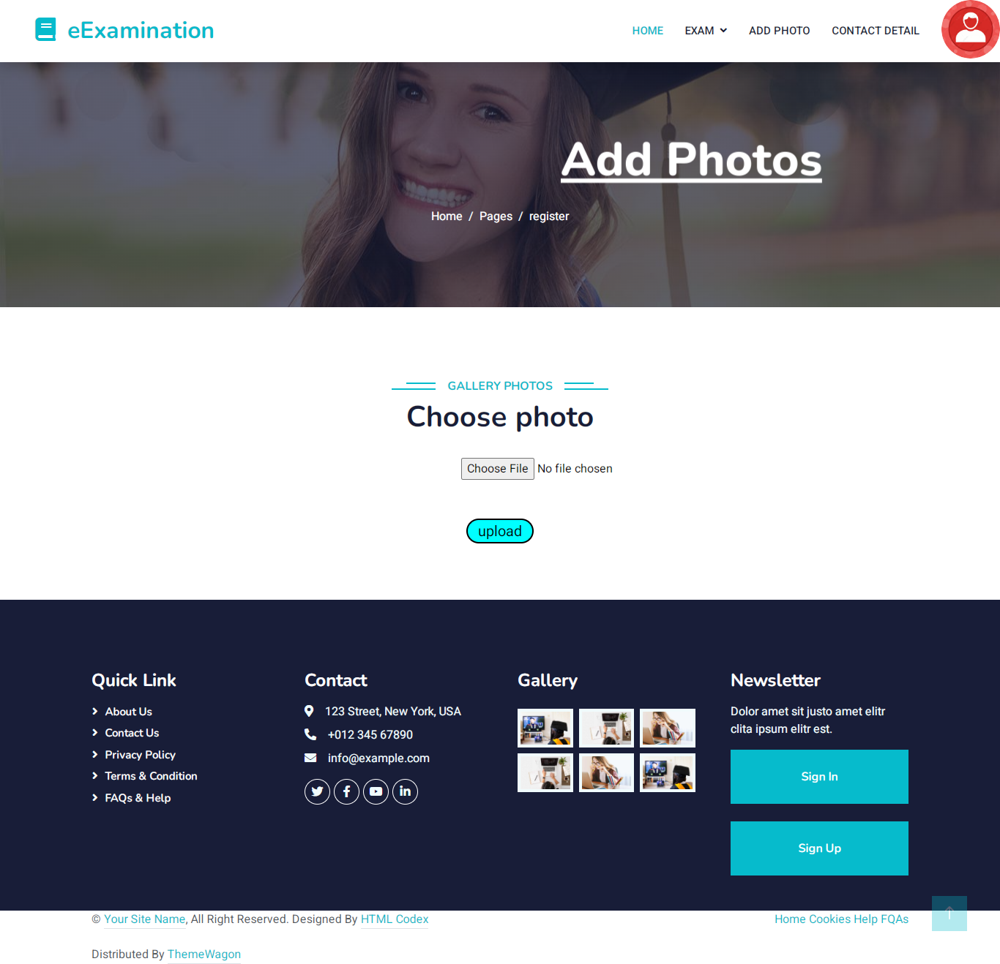 eExamination
HOME
EXAM
ADD PHOTO
CONTACT DETAIL
Add Photos
Home / Pages / register
GALLERY PHOTOS
Choose photo
Choose File No file chosen
upload
Quick Link
About Us
Contact Us
Privacy Policy
Terms & Condition
FAQs & Help
Contact
123 Street, New York, USA
+012 345 67890
info@example.com
Gallery
Newsletter
Dolor amet sit justo amet elitr
clita ipsum elitr est.
Sign In
Sign Up
© Your Site Name, All Right Reserved. Designed By HTML Codex
Home Cookies Help FQAs
Distributed By ThemeWagon